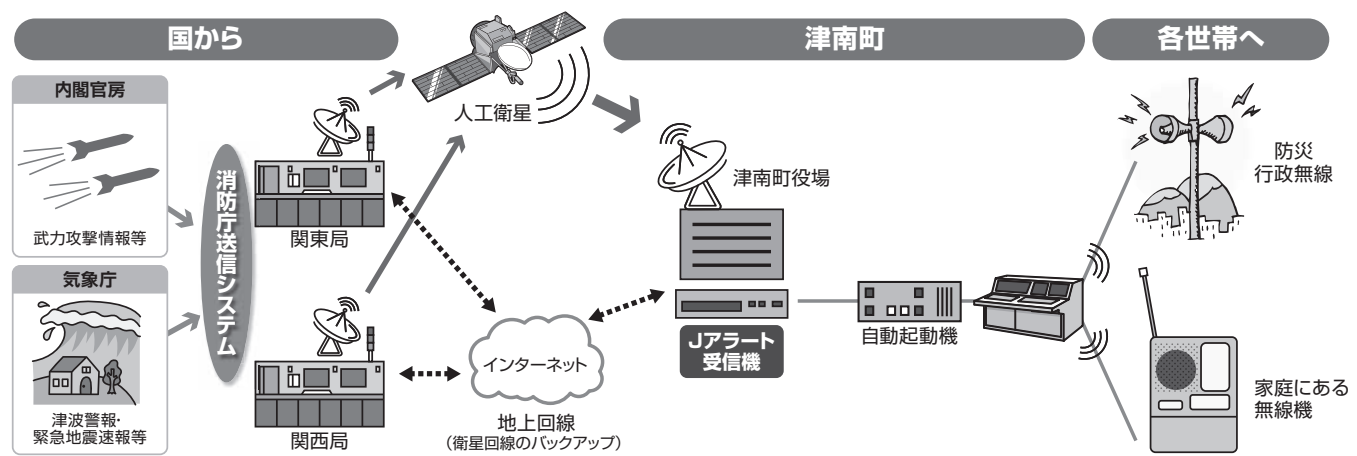 国から
内閣官房
武力攻撃情報等
気象庁
津波警報・
緊急地震速報等
消防庁送信システム
関東局
関西局
人工衛星
インターネット
地上回線
（衛星回線のバックアップ）
津南町
津南町役場
Jアラート
受信機
自動起動機
各世帯へ
防災
行政無線
家庭にある
無線機